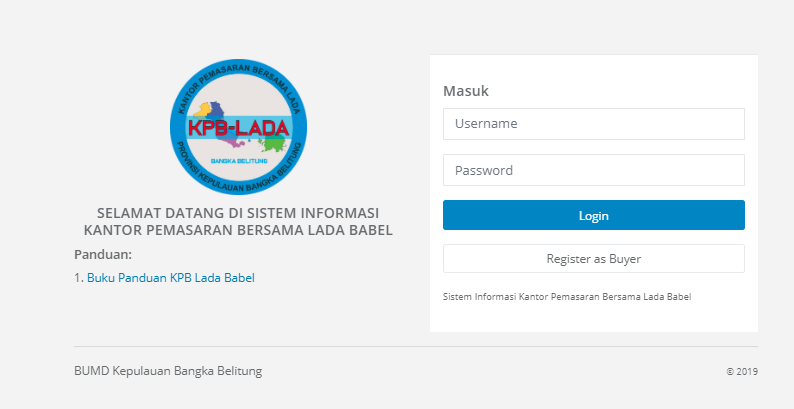 KANTOR PEMASARAN BERSAMA LADA
KPB-LADA
BANGKA BELITUNG
PROVINSI KEPULAUAN BANGKA BELITUNG
SELAMAT DATANG DI SISTEM INFORMASI
KANTOR PEMASARAN BERSAMA LADA BABEL
Panduan:
1. Buku Panduan KPB Lada Babel
Masuk
Username
Password
Login
Register as Buyer
Sistem Informasi Kantor Pemasaran Bersama Lada Babel
BUMD Kepulauan Bangka Belitung
© 2019